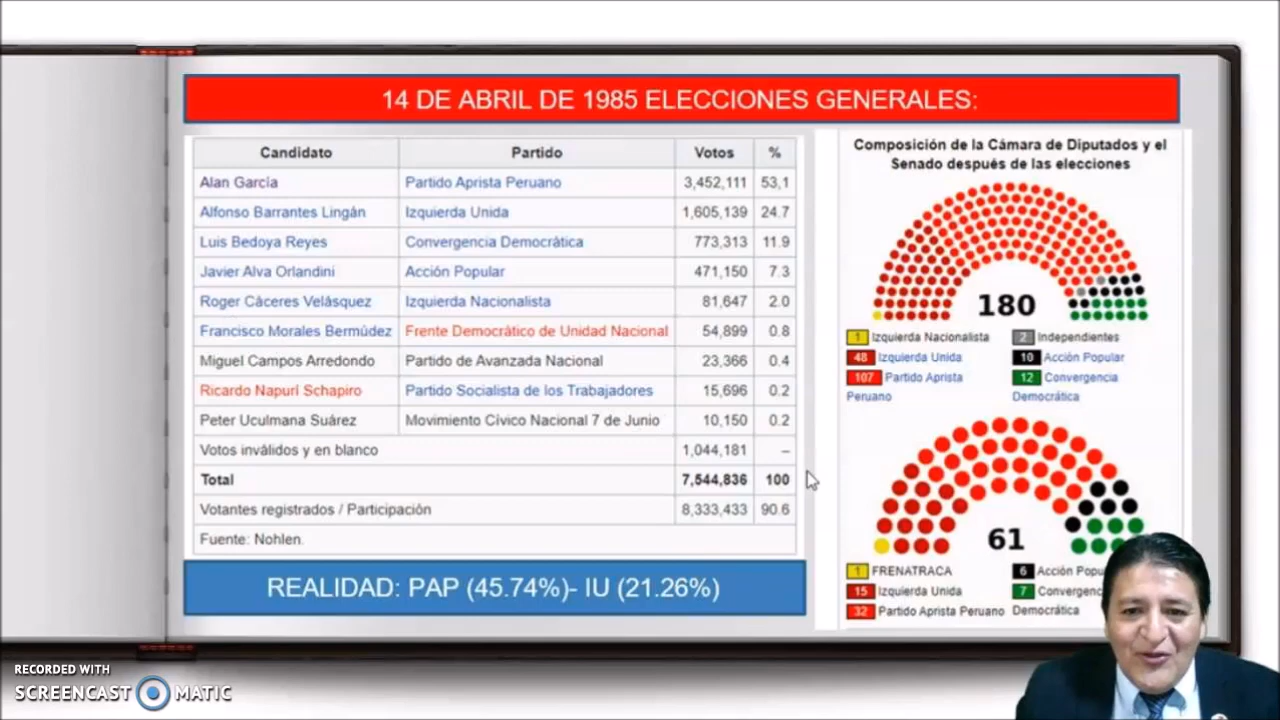 14 DE ABRIL DE 1985 ELECCIONES GENERALES:
Candidato Partido Votos %
Alan García Partido Aprista Peruano 3,452,111 53,1
Alfonso Barrantes Lingán Izquierda Unida 1,605,139 24.7
Luis Bedoya Reyes Convergencia Democrática 773,313 11.9
Javier Alva Orlandini Acción Popular 471,150 7.3
Roger Cáceres Velásquez Izquierda Nacionalista 81,647 2.0
Francisco Morales Bermúdez Frente Democrático de Unidad Nacional 54,899 0.8
Miguel Campos Arredondo Partido de Avanzada Nacional 23,366 0.4
Ricardo Napurí Schapiro Partido Socialista de los Trabajadores 15,696 0.2
Peter Uculmana Suárez Movimiento Cívico Nacional 7 de Junio 10,150 0.2
Votos inválidos y en blanco 1,044,181 –
Total 7,544,836 100
Votantes registrados / Participación 8,333,433 90.6
Fuente: Nohlen.
REALIDAD: PAP (45.74%)- IU (21.26%)
Composición de la Cámara de Diputados y el
Senado después de las elecciones
180
1 Izquierda Nacionalista 2 Independientes
48 Izquierda Unida 10 Acción Popular
107 Partido Aprista 12 Convergencia
Peruano Democrática
61
1 FRENATRACA 6 Acción Popu
15 Izquierda Unida 7 Convergenc
32 Partido Aprista Peruano Democrática
RECORDED WITH
SCREENCAST MATIC